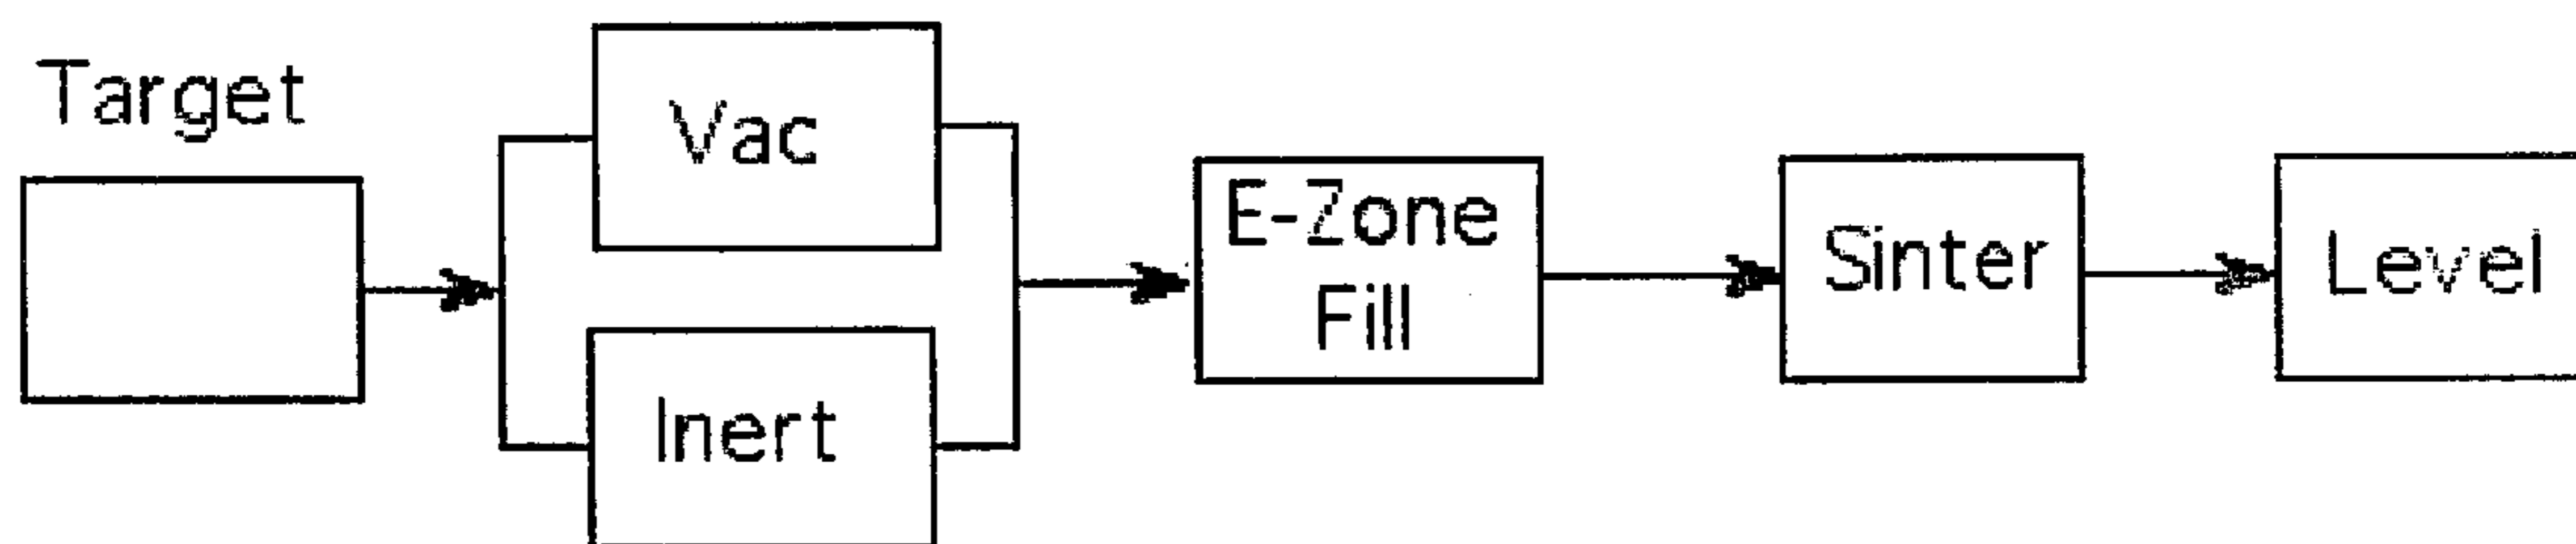 Target
Vac
Inert
E-Zone
Fill
Sinter
Level